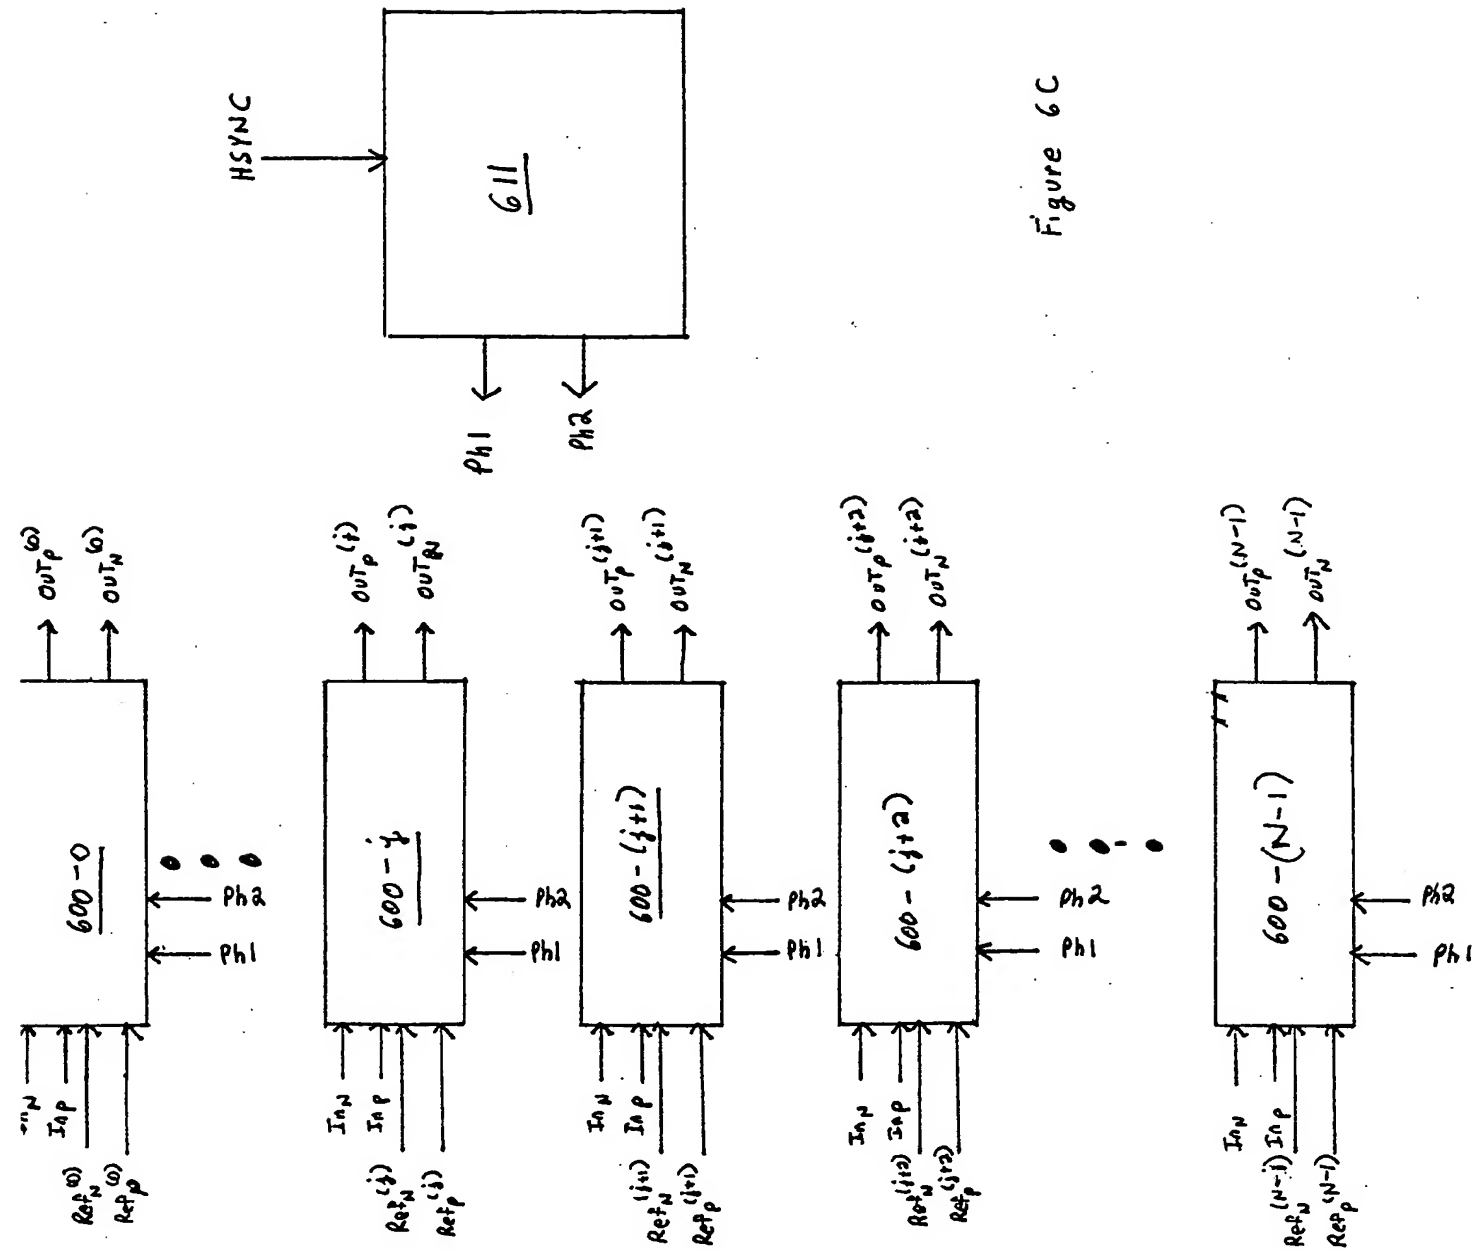 HSYNC
611
Ph1
Ph2
Figure 6C
OUTP(0)
OUTN(0)
600-0
Ph2
Ph1
InP
RefN(0)
RefP(0)
OUTP(j)
OUTN(j)
600-j
Ph2
Ph1
InN
InP
RefN(j)
RefP(j)
OUTP(j+1)
OUTN(j+1)
600-(j+1)
Ph2
Ph1
InN
InP
RefN(j+1)
RefP(j+1)
OUTP(j+2)
OUTN(j+2)
600-(j+2)
Ph2
Ph1
InN
InP
RefN(j+2)
RefP(j+2)
OUTP(N-1)
OUTN(N-1)
600-(N-1)
Ph2
Ph1
InN
InP
RefN(N-1)
RefP(N-1)